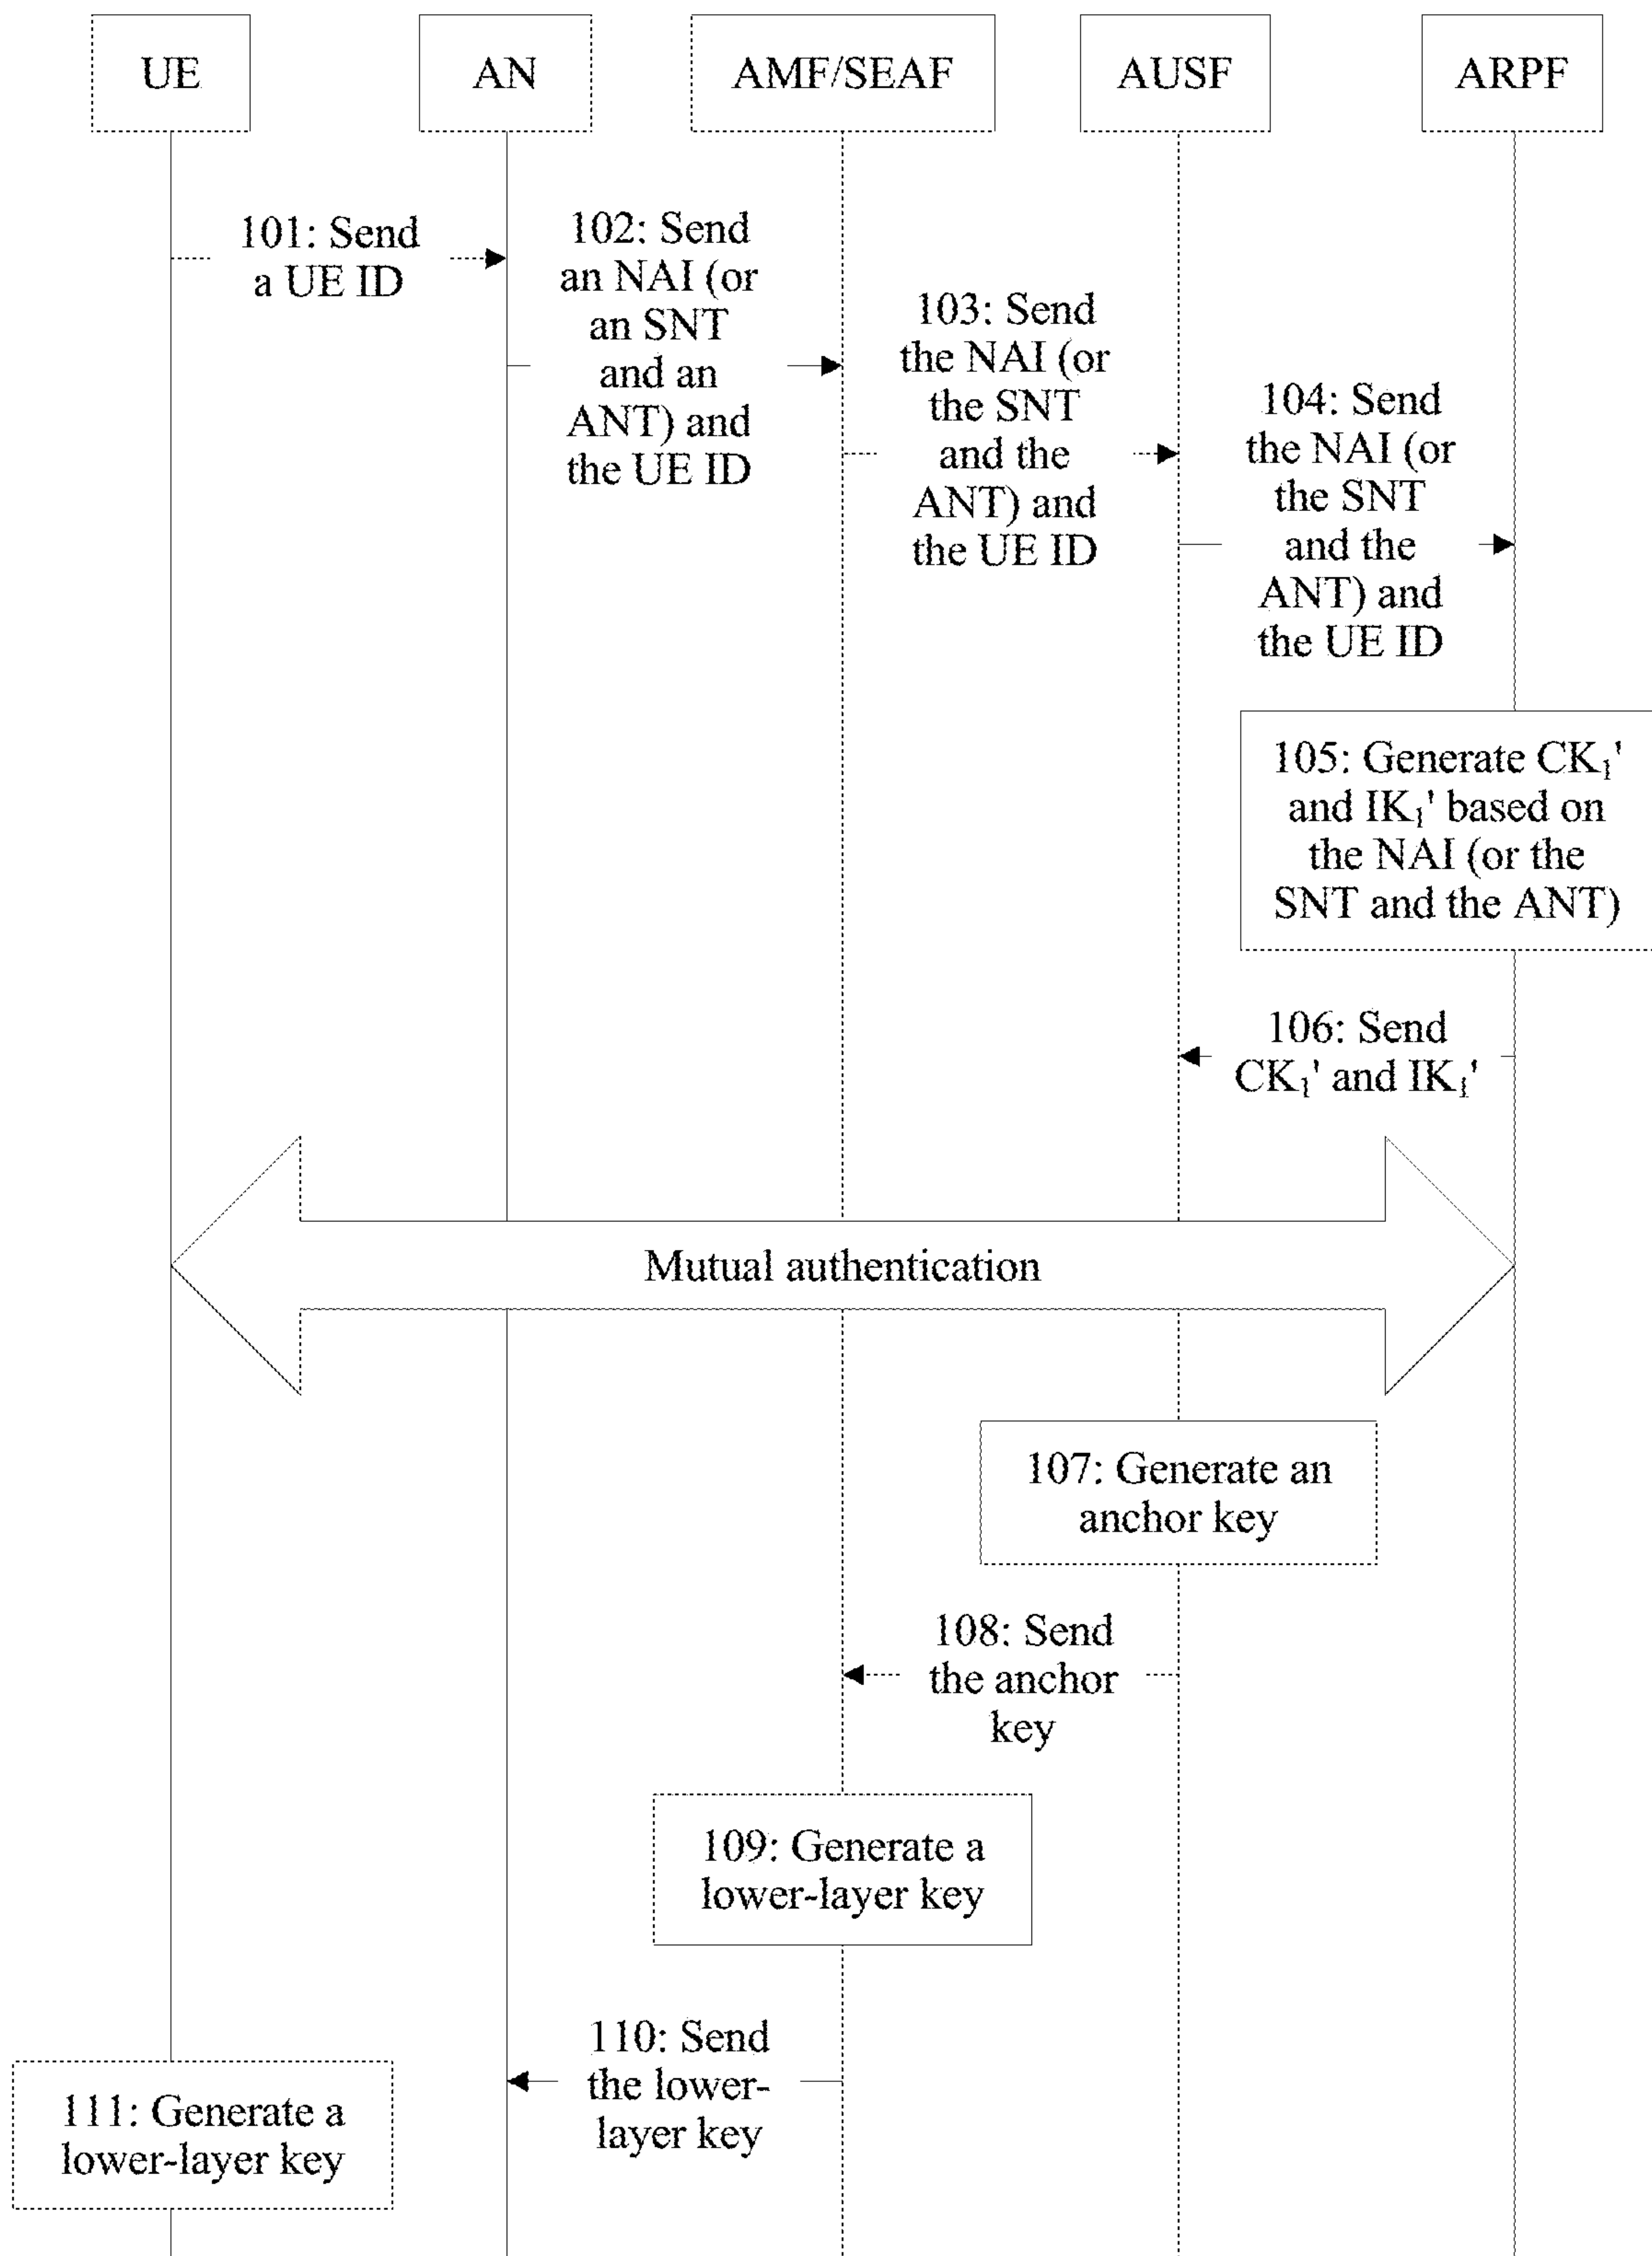 UE
AN
AMF/SEAF
AUSF
ARPF
101: Send
a UE ID
102: Send
an NAI (or
an SNT
and an
ANT) and
the UE ID
103: Send
the NAI (or
the SNT
and the
ANT) and
the UE ID
104: Send
the NAI (or
the SNT
and the
ANT) and
the UE ID
105: Generate CK₁'
and IK₁' based on
the NAI (or the
SNT and the ANT)
106: Send
CK₁' and IK₁'
Mutual authentication
107: Generate an
anchor key
108: Send
the anchor
key
109: Generate a
lower-layer key
110: Send
the lower-
layer key
111: Generate a
lower-layer key